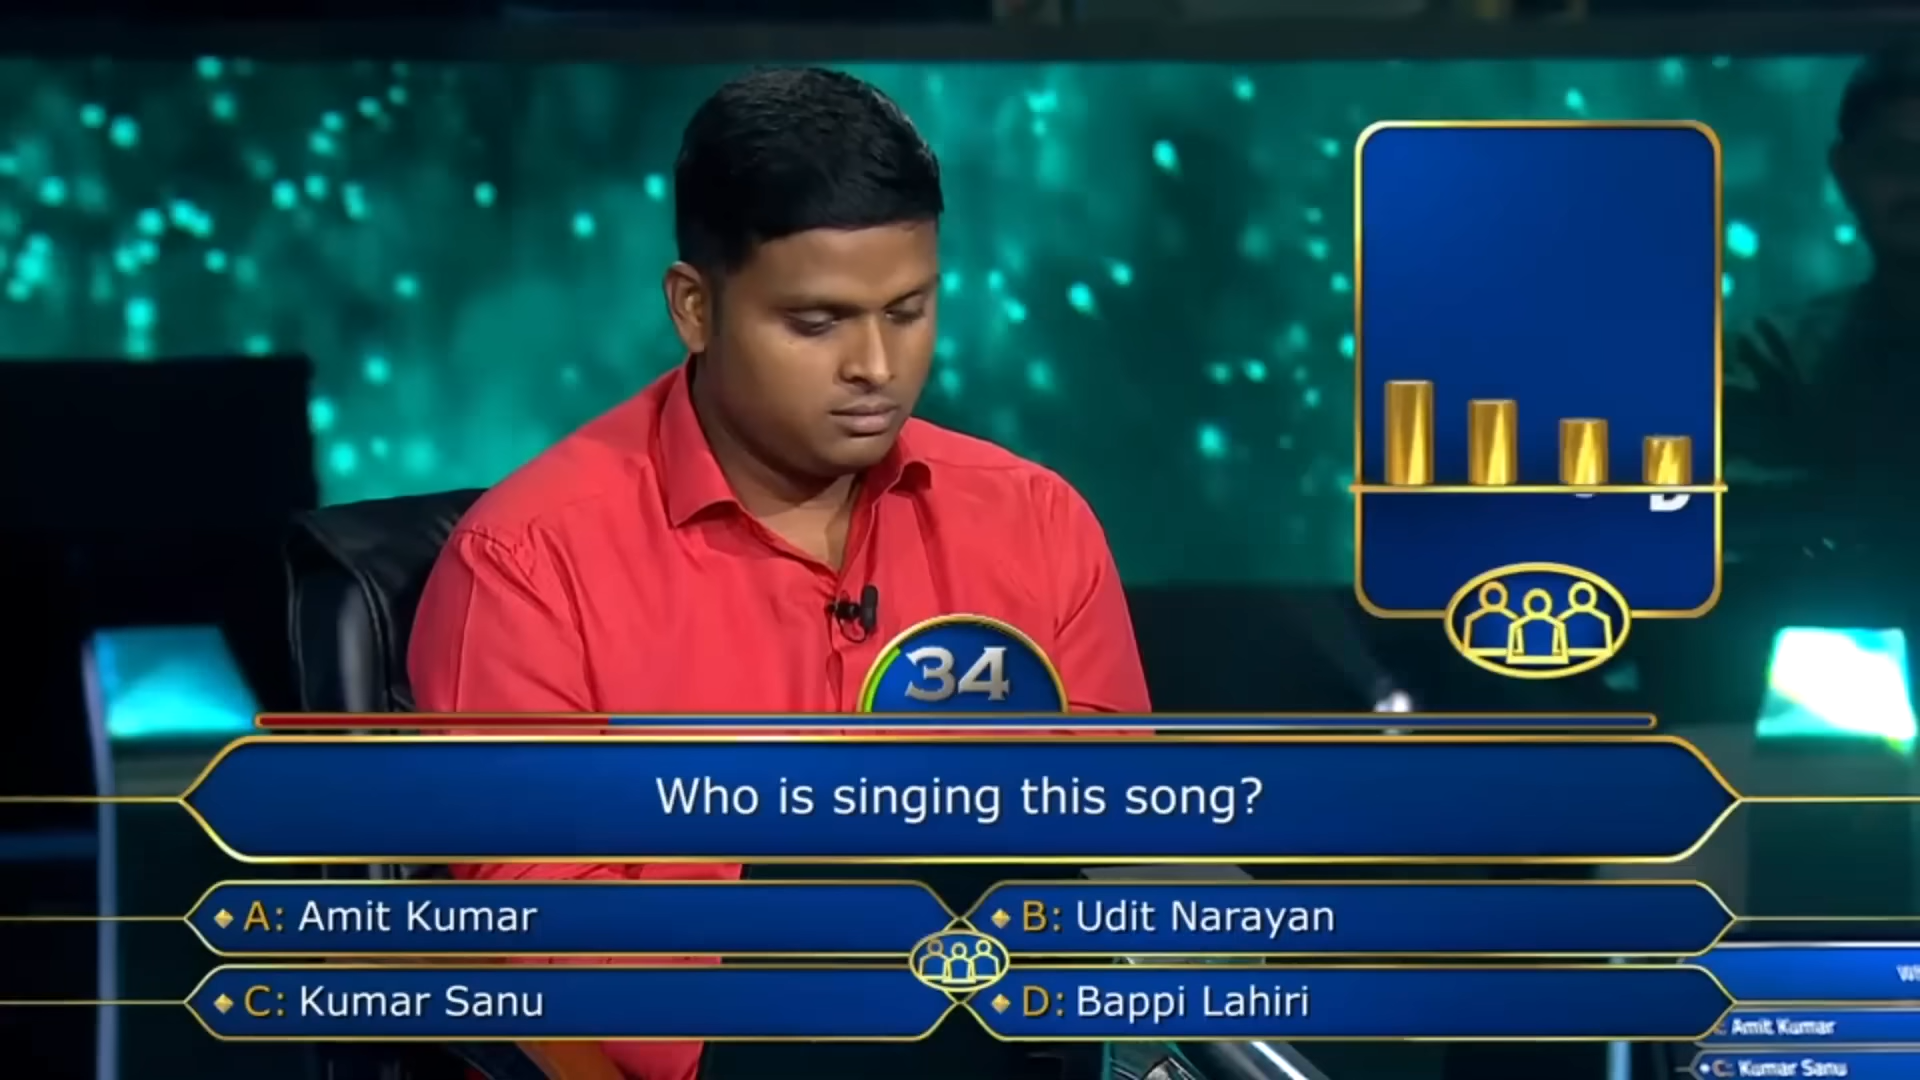 D
34
Who is singing this song?
A: Amit Kumar
B: Udit Narayan
C: Kumar Sanu
D: Bappi Lahiri
Amit Kumar
C: Kumar Sanu